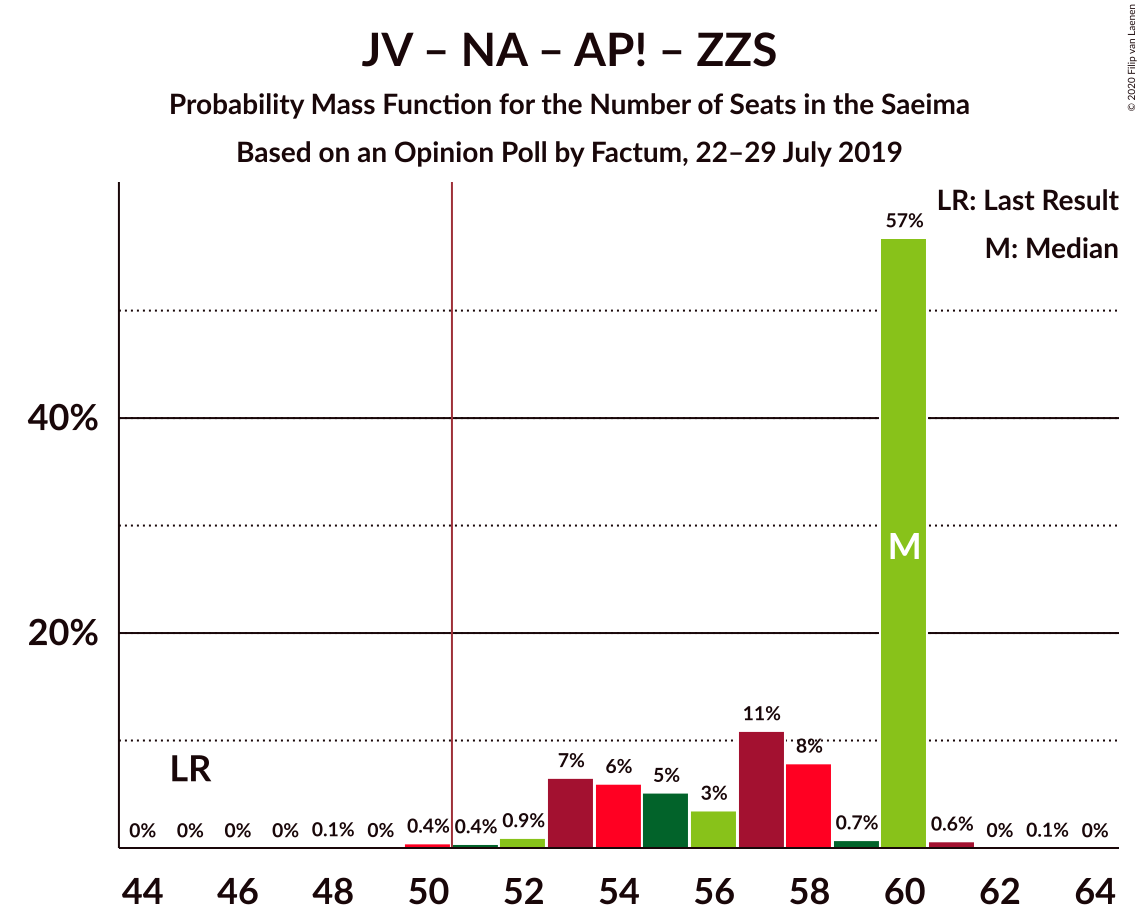 JV – NA – AP! – ZZS
Probability Mass Function for the Number of Seats in the Saeima
Based on an Opinion Poll by Factum, 22–29 July 2019
© 2020 Filip van Laenen
LR: Last Result
M: Median
57%
40%
M
20%
11%
8%
7%
6%
5%
3%
LR
0% 0% 0% 0% 0.1% 0% 0.4% 0.4% 0.9% 0.7% 0.6% 0% 0.1% 0%
44 46 48 50 52 54 56 58 60 62 64